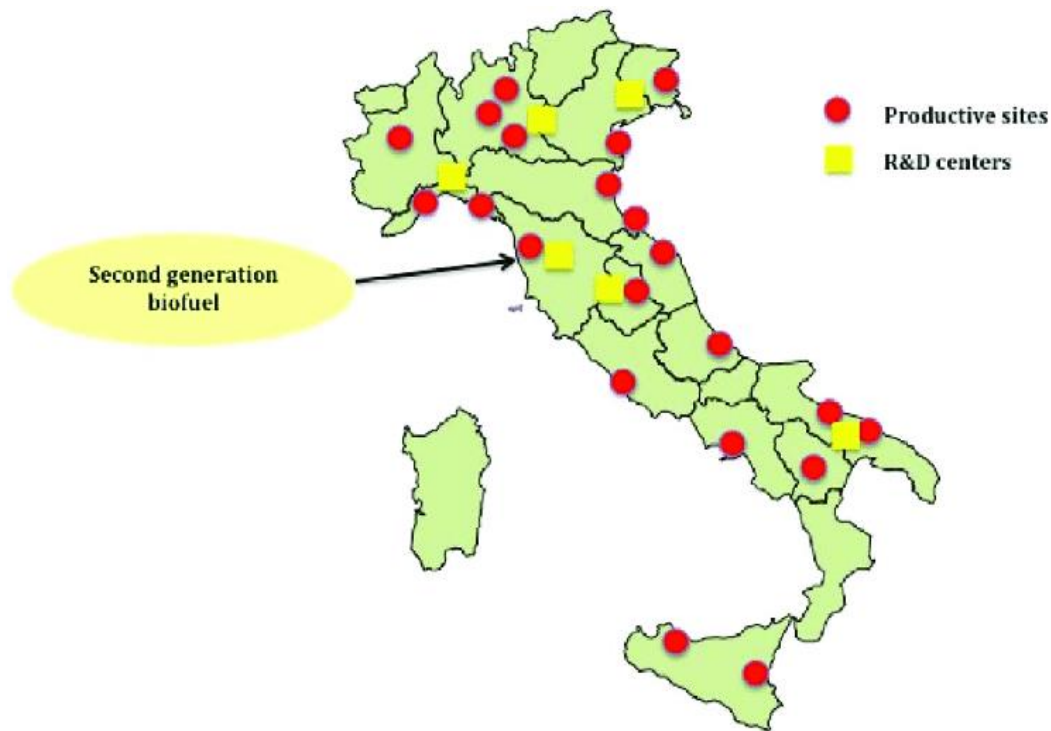 Productive sites
R&D centers
Second generation
biofuel